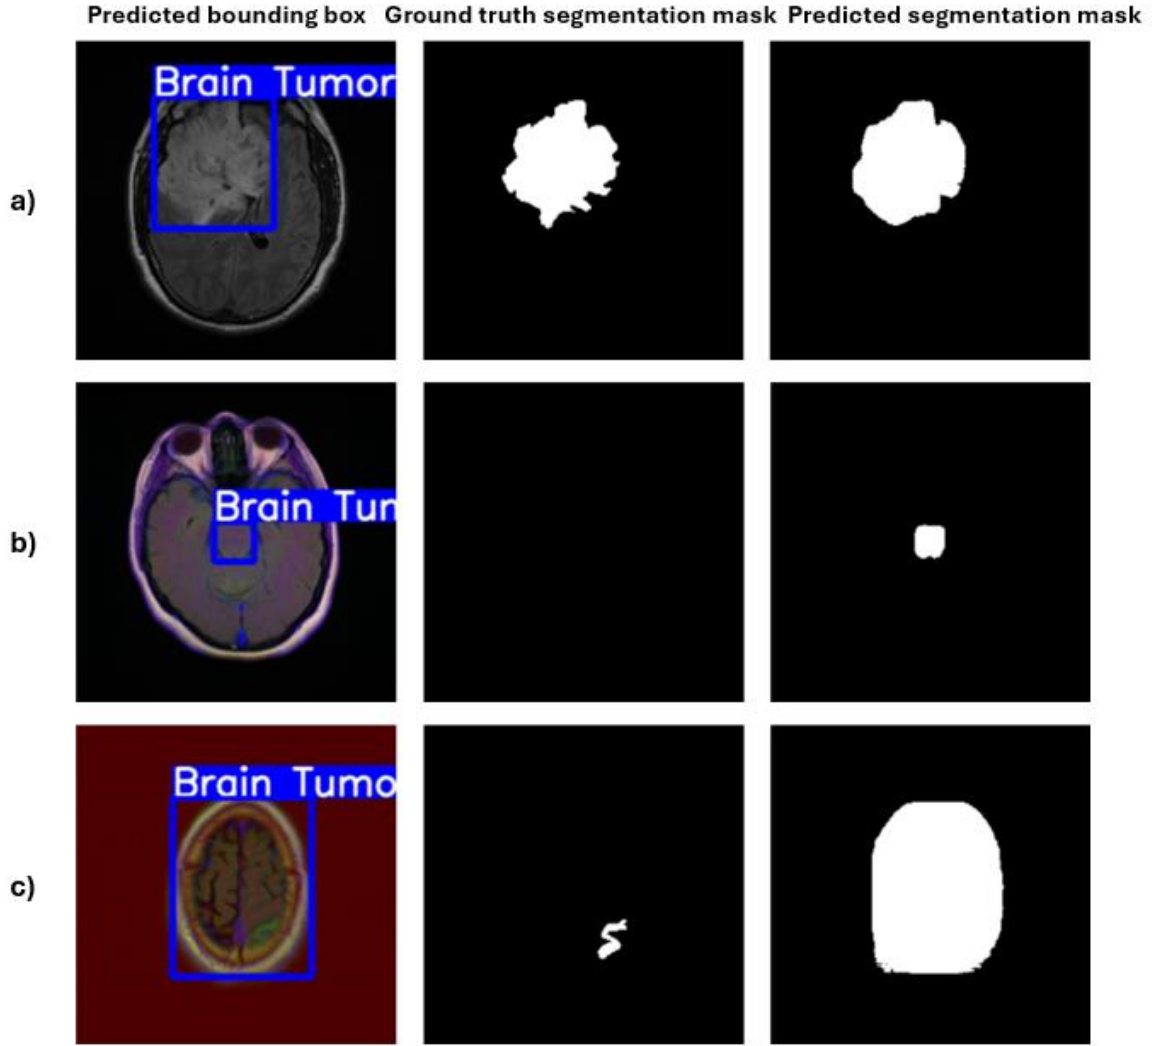 Predicted bounding box Ground truth segmentation mask Predicted segmentation mask
a)
Brain Tumor
b)
Brain Tun
c)
Brain Tumo